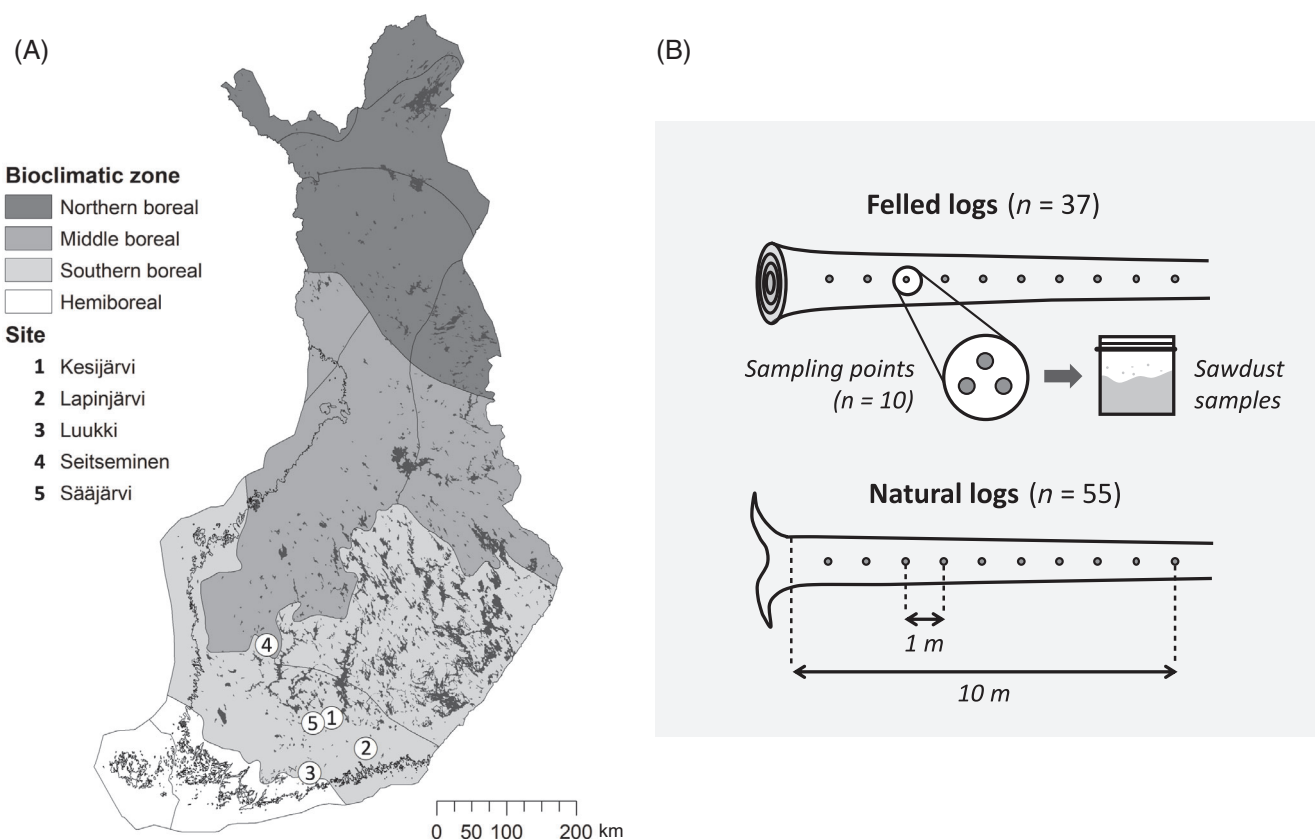 (A)
Bioclimatic zone
Northern boreal
Middle boreal
Southern boreal
Hemiboreal
Site
1 Kesijärvi
2 Lapinjärvi
3 Luukki
4 Seitseminen
5 Sääjärvi
4
5
1
2
3
0 50 100 200 km
(B)
Felled logs (n = 37)
Sampling points
(n = 10)
Sawdust
samples
Natural logs (n = 55)
1 m
10 m